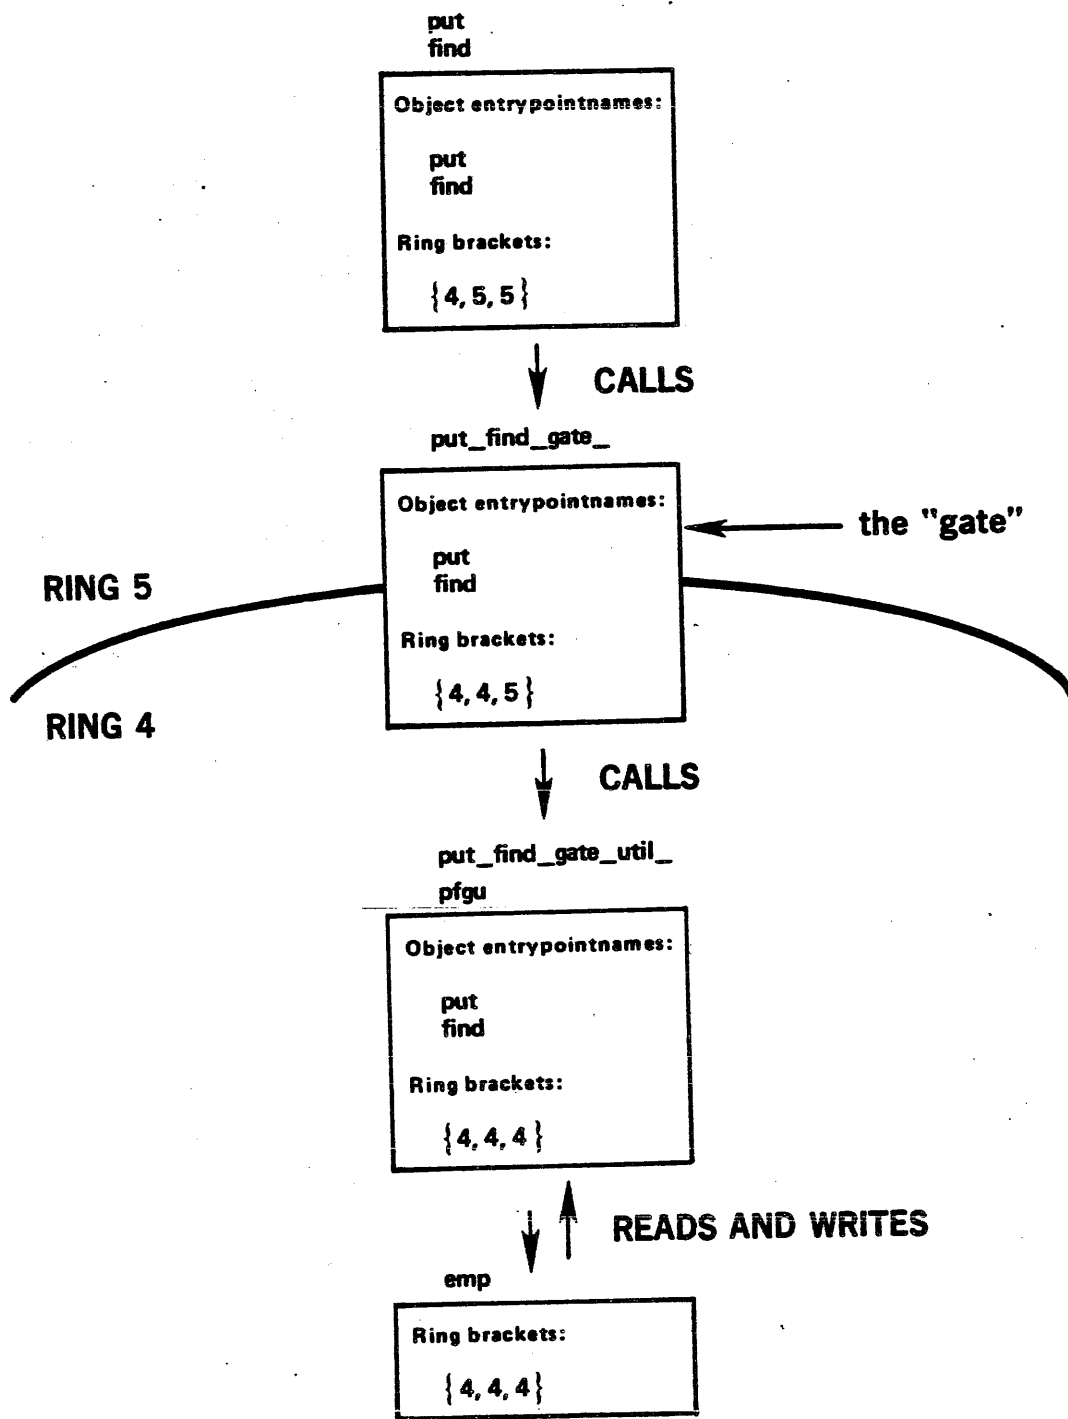 put
find
Object entrypointnames:
put
find
Ring brackets:
{4, 5, 5}
CALLS
put_find_gate_
Object entrypointnames:
the "gate"
put
find
RING 5
Ring brackets:
{4, 4, 5}
RING 4
CALLS
put_find_gate_util_
pfgu
Object entrypointnames:
put
find
Ring brackets:
{4, 4, 4}
READS AND WRITES
emp
Ring brackets:
{4, 4, 4}